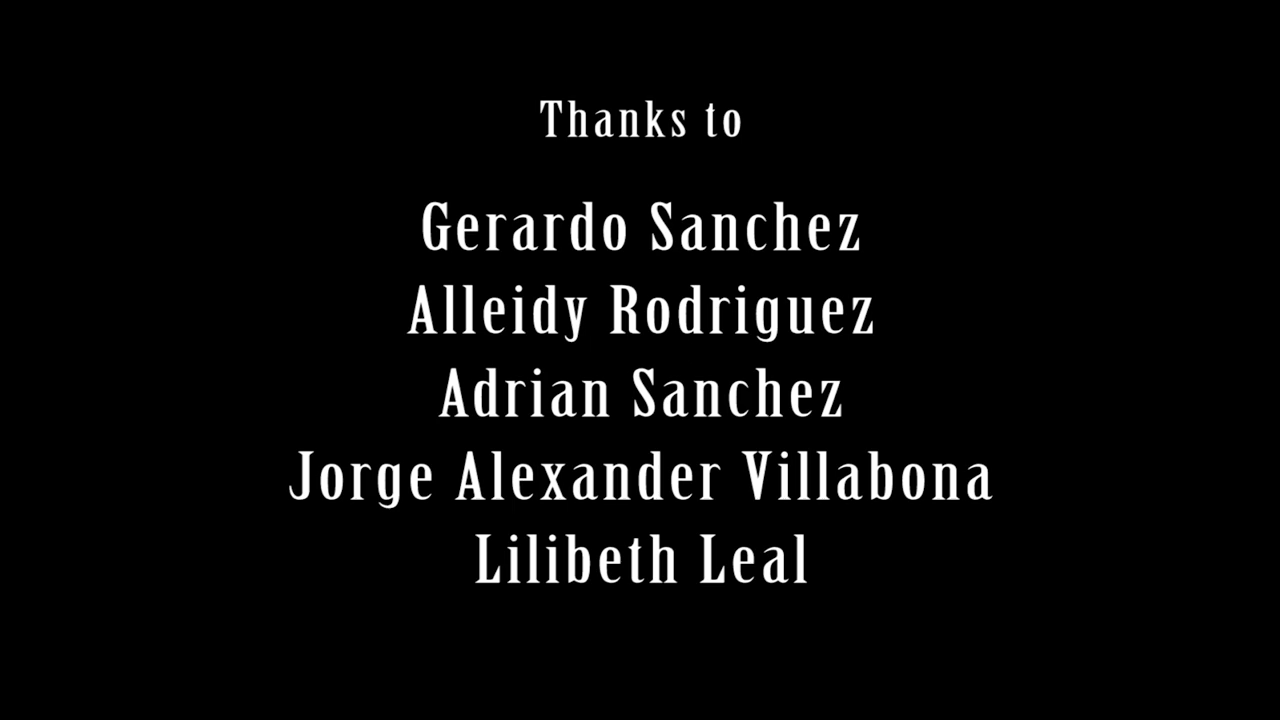 Thanks to
Gerardo Sanchez
Alleidy Rodriguez
Adrian Sanchez
Jorge Alexander Villabona
Lilibeth Leal